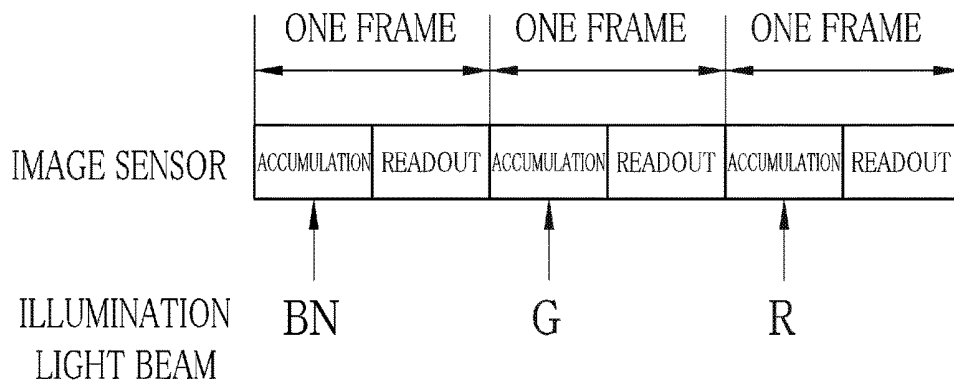 ONE FRAME ONE FRAME ONE FRAME
IMAGE SENSOR ACCUMULATION READOUT ACCUMULATION READOUT ACCUMULATION READOUT
ILLUMINATION
LIGHT BEAM
BN G R